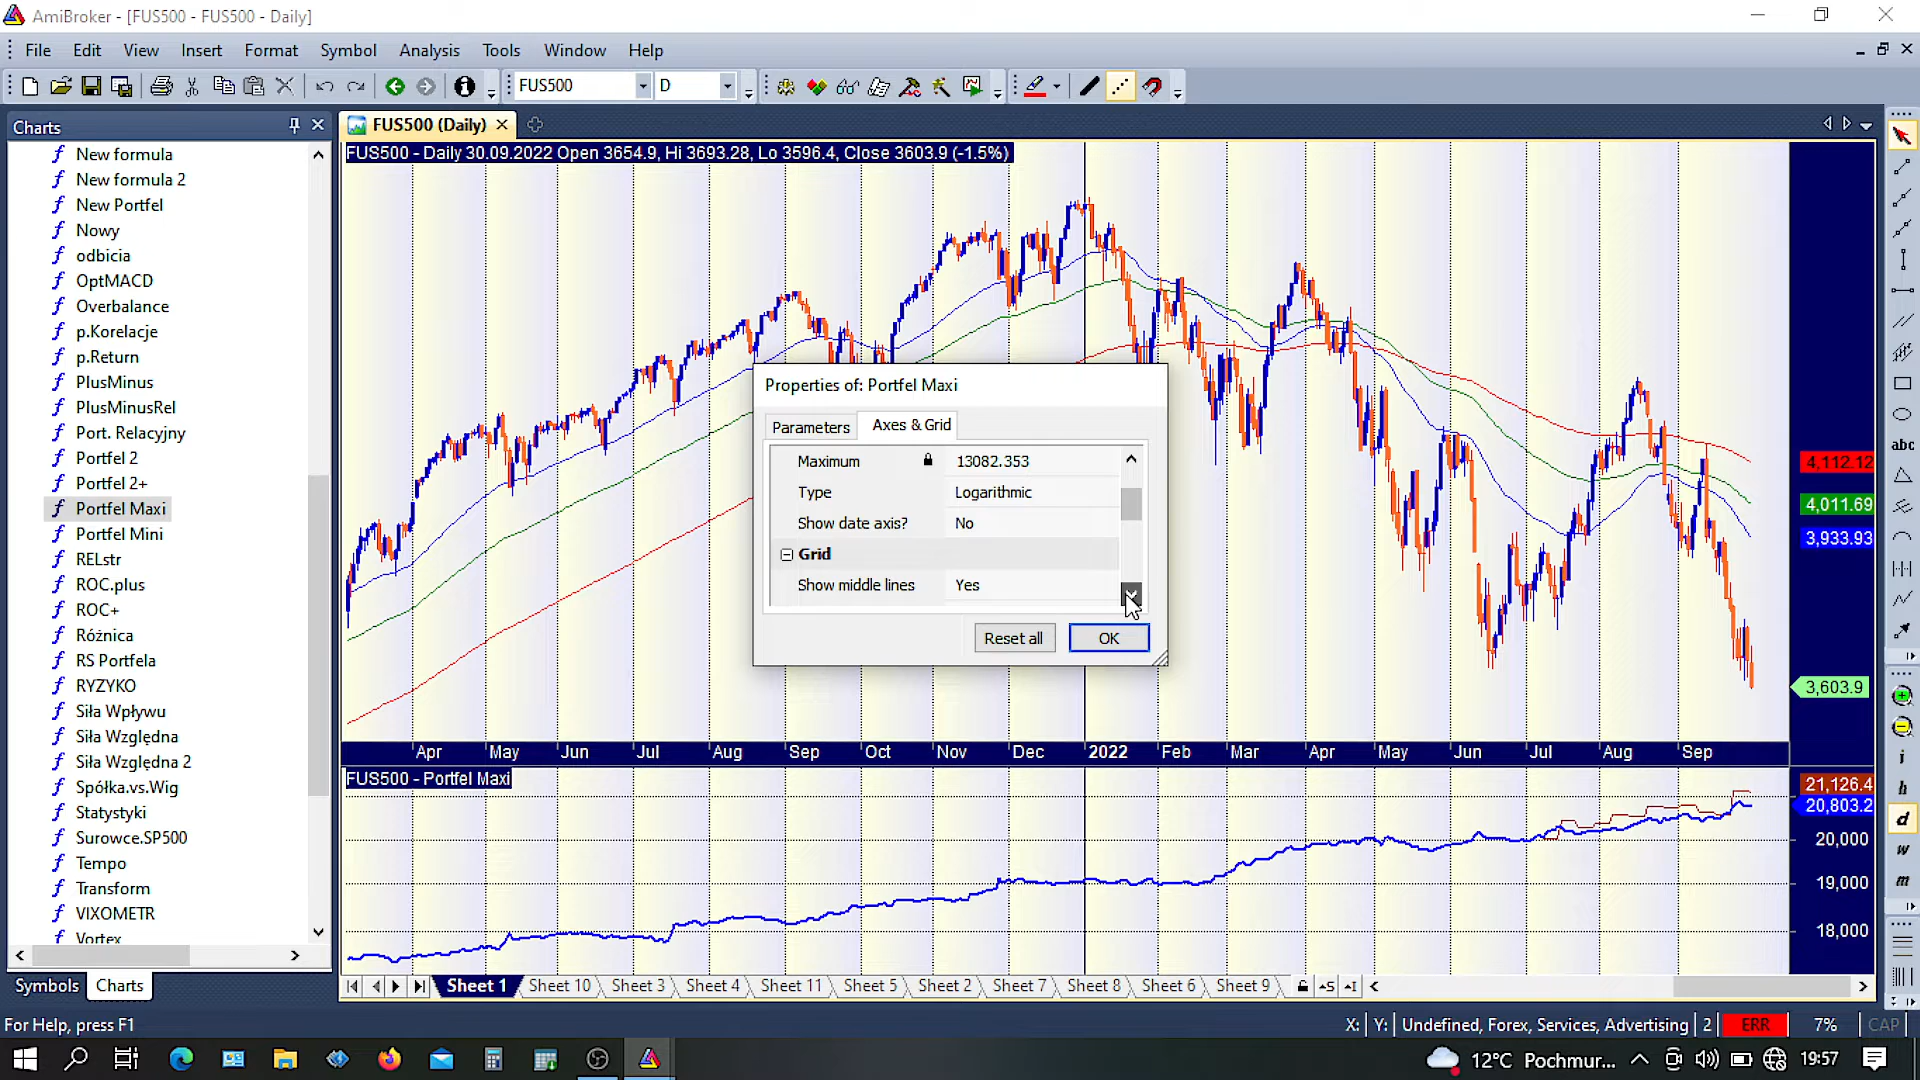 AmiBroker - [FUS500 - FUS500 - Daily]
File Edit View Insert Format Symbol Analysis Tools Window Help
FUS500 D
Charts
FUS500 (Daily)
FUS500 - Daily 30.09.2022 Open 3654.9, Hi 3693.28, Lo 3596.4, Close 3603.9 (-1.5%)
New formula
New formula 2
New Portfel
Nowy
odbicia
OptMACD
Overbalance
p.Korelacje
p.Return
PlusMinus
PlusMinusRel
Port. Relacyjny
Portfel 2
Portfel 2+
Portfel Maxi
Portfel Mini
RELstr
ROC.plus
ROC+
Różnica
RS Portfela
RYZYKO
Siła Wpływu
Siła Względna
Siła Względna 2
Spółka.vs.Wig
Statystyki
Surowce.SP500
Tempo
Transform
VIXOMETR
Vortex
Symbols Charts
4,112.12
4,011.69
3,933.93
3,603.9
Properties of: Portfel Maxi
Parameters Axes & Grid
Maximum 13082.353
Type Logarithmic
Show date axis? No
Grid
Show middle lines Yes
Reset all OK
Apr May Jun Jul Aug Sep Oct Nov Dec 2022 Feb Mar Apr May Jun Jul Aug Sep
FUS500 - Portfel Maxi
21,126.4
20,803.2
20,000
19,000
18,000
abc
i
h
d
w
m
Sheet 1 Sheet 10 Sheet 3 Sheet 4 Sheet 11 Sheet 5 Sheet 2 Sheet 7 Sheet 8 Sheet 6 Sheet 9
For Help, press F1
X: Y: Undefined, Forex, Services, Advertising 2 ERR 7% CAP
12°C Pochmur... 19:57